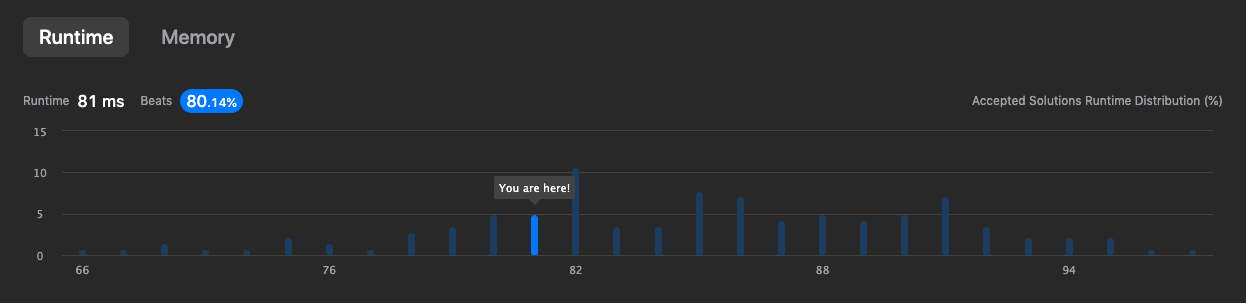 Runtime Memory
Runtime 81 ms Beats 80.14% Accepted Solutions Runtime Distribution (%)
15
10
You are here!
5
0
66 76 82 88 94